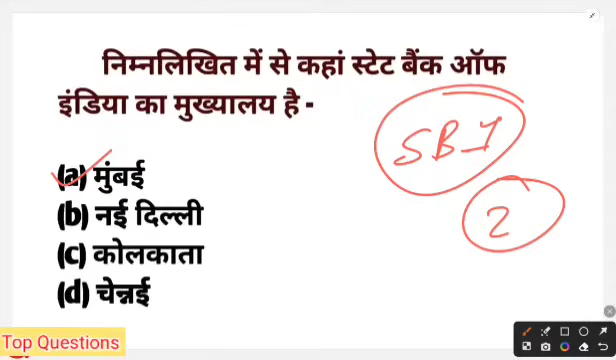 निम्नलिखित में से कहां स्टेट बैंक ऑफ
इंडिया का मुख्यालय है -
SBI
(a) मुंबई
2
(b) नई दिल्ली
(c) कोलकाता
(d) चेन्नई
Top Questions